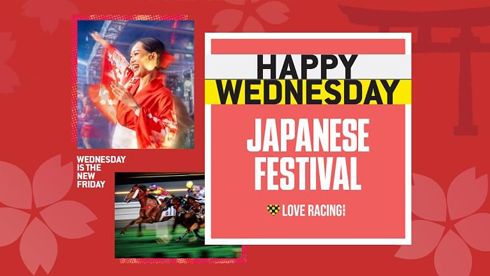 HAPPY
WEDNESDAY
JAPANESE
FESTIVAL
LOVE RACING
WEDNESDAY
IS THE
NEW
FRIDAY